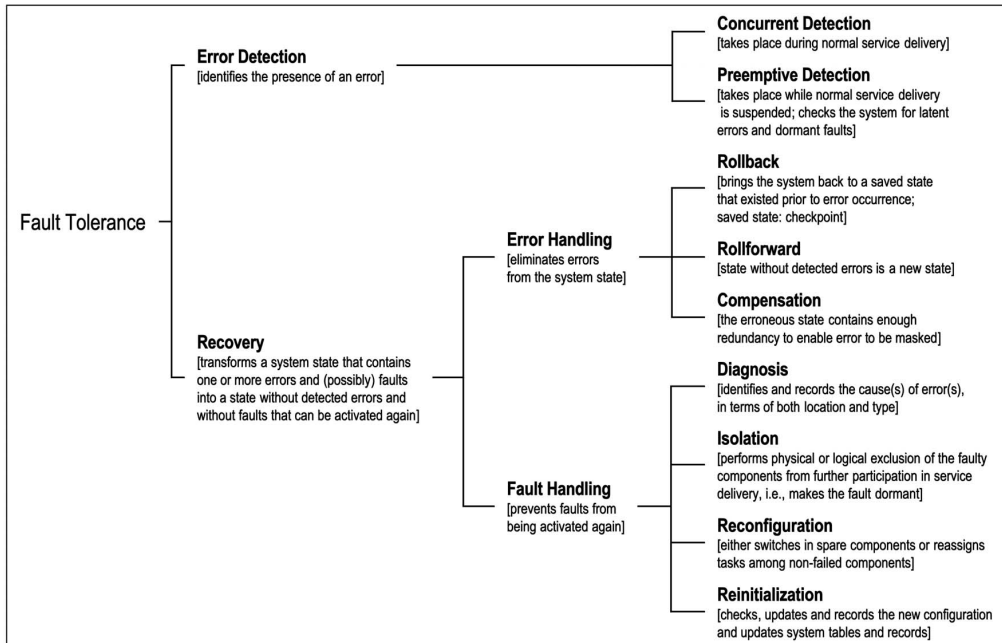 Fault Tolerance
Error Detection
[identifies the presence of an error]
Concurrent Detection
[takes place during normal service delivery]
Preemptive Detection
[takes place while normal service delivery
is suspended; checks the system for latent
errors and dormant faults]
Recovery
[transforms a system state that contains
one or more errors and (possibly) faults
into a state without detected errors and
without faults that can be activated again]
Error Handling
[eliminates errors
from the system state]
Rollback
[brings the system back to a saved state
that existed prior to error occurrence;
saved state: checkpoint]
Rollforward
[state without detected errors is a new state]
Compensation
[the erroneous state contains enough
redundancy to enable error to be masked]
Fault Handling
[prevents faults from
being activated again]
Diagnosis
[identifies and records the cause(s) of error(s),
in terms of both location and type]
Isolation
[performs physical or logical exclusion of the faulty
components from further participation in service
delivery, i.e., makes the fault dormant]
Reconfiguration
[either switches in spare components or reassigns
tasks among non-failed components]
Reinitialization
[checks, updates and records the new configuration
and updates system tables and records]